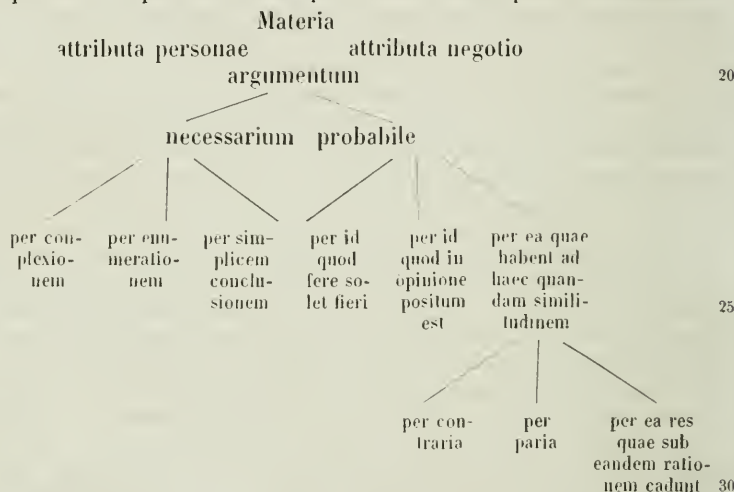 Materia
attributa personae attributa negotio
argumentum 20
necessarium probabile
per con-
plexio-
nem
per enu-
meratio-
nem
per sim-
plicem
conclu-
sionem
per id
quod
fere so-
let fieri
per id
quod in
opinione
positum
est
per ea quae
habent ad
haec quan-
dam simili-
tudinem
25
per con-
traria
per
paria
per ea res
quae sub
eandem ratio-
nem cadunt 30